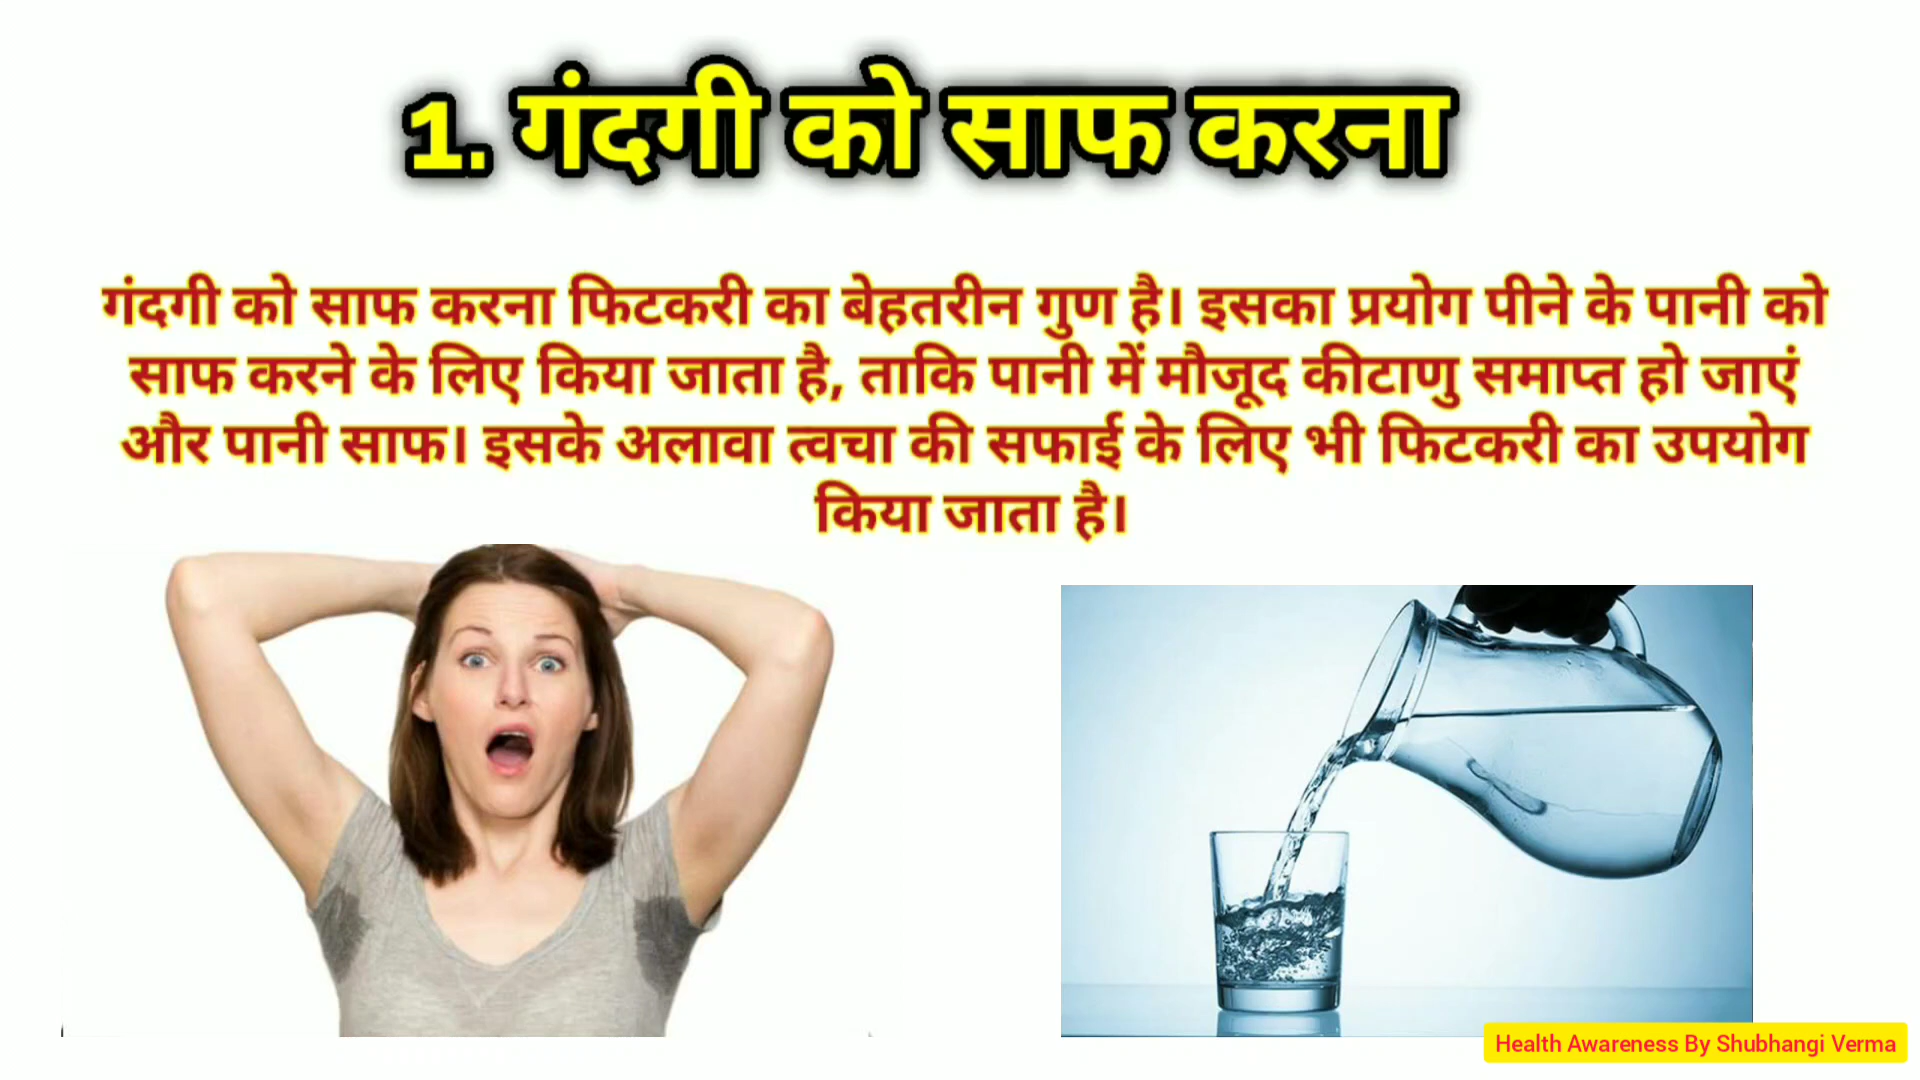 1. गंदगी को साफ करना
गंदगी को साफ करना फिटकरी का बेहतरीन गुण है। इसका प्रयोग पीने के पानी को
साफ करने के लिए किया जाता है, ताकि पानी में मौजूद कीटाणु समाप्त हो जाएं
और पानी साफ। इसके अलावा त्वचा की सफाई के लिए भी फिटकरी का उपयोग
किया जाता है।
Health Awareness By Shubhangi Verma